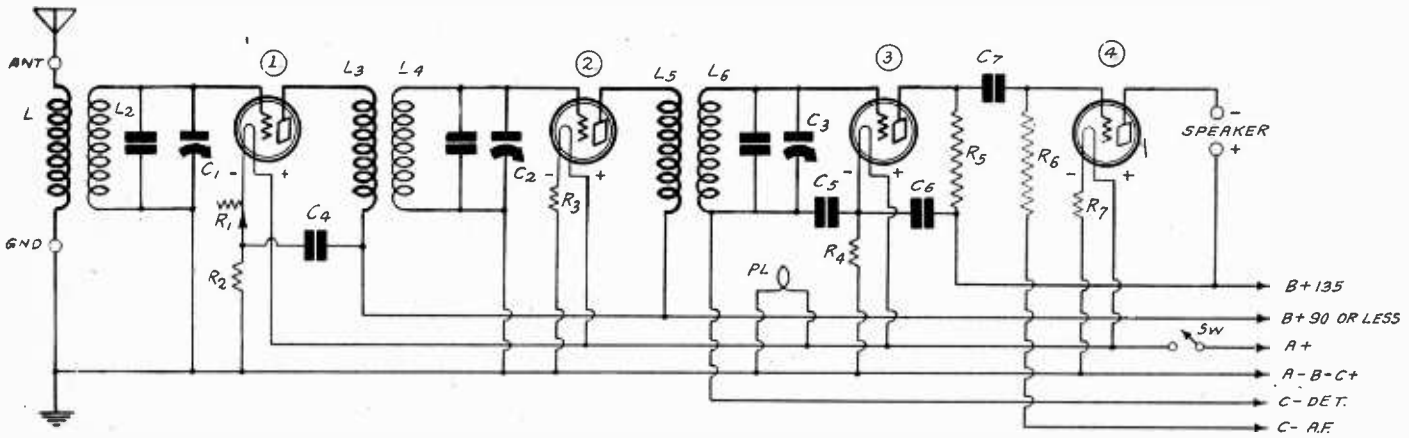 ANT
GND
L
L2
C1
①
- +
R1
R2
C4
L3
L4
C2
②
- +
R3
L5
L6
C3
C5
③
- +
R4
C6
R5
PL
C7
R6
④
- +
R7
-
SPEAKER
+
SW
B+135
B+90 OR LESS
A+
A-B-C+
C-DET.
C- A.F.